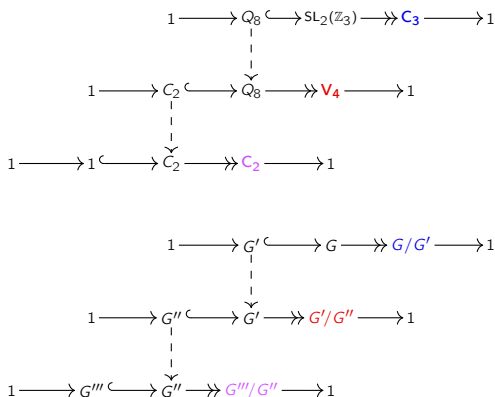 1 Q₈ SL₂(ℤ₃) C₃ 1
1 C₂ Q₈ V₄ 1
1 1 C₂ C₂ 1
1 G′ G G/G′ 1
1 G″ G′ G′/G″ 1
1 G‴ G″ G‴/G″ 1